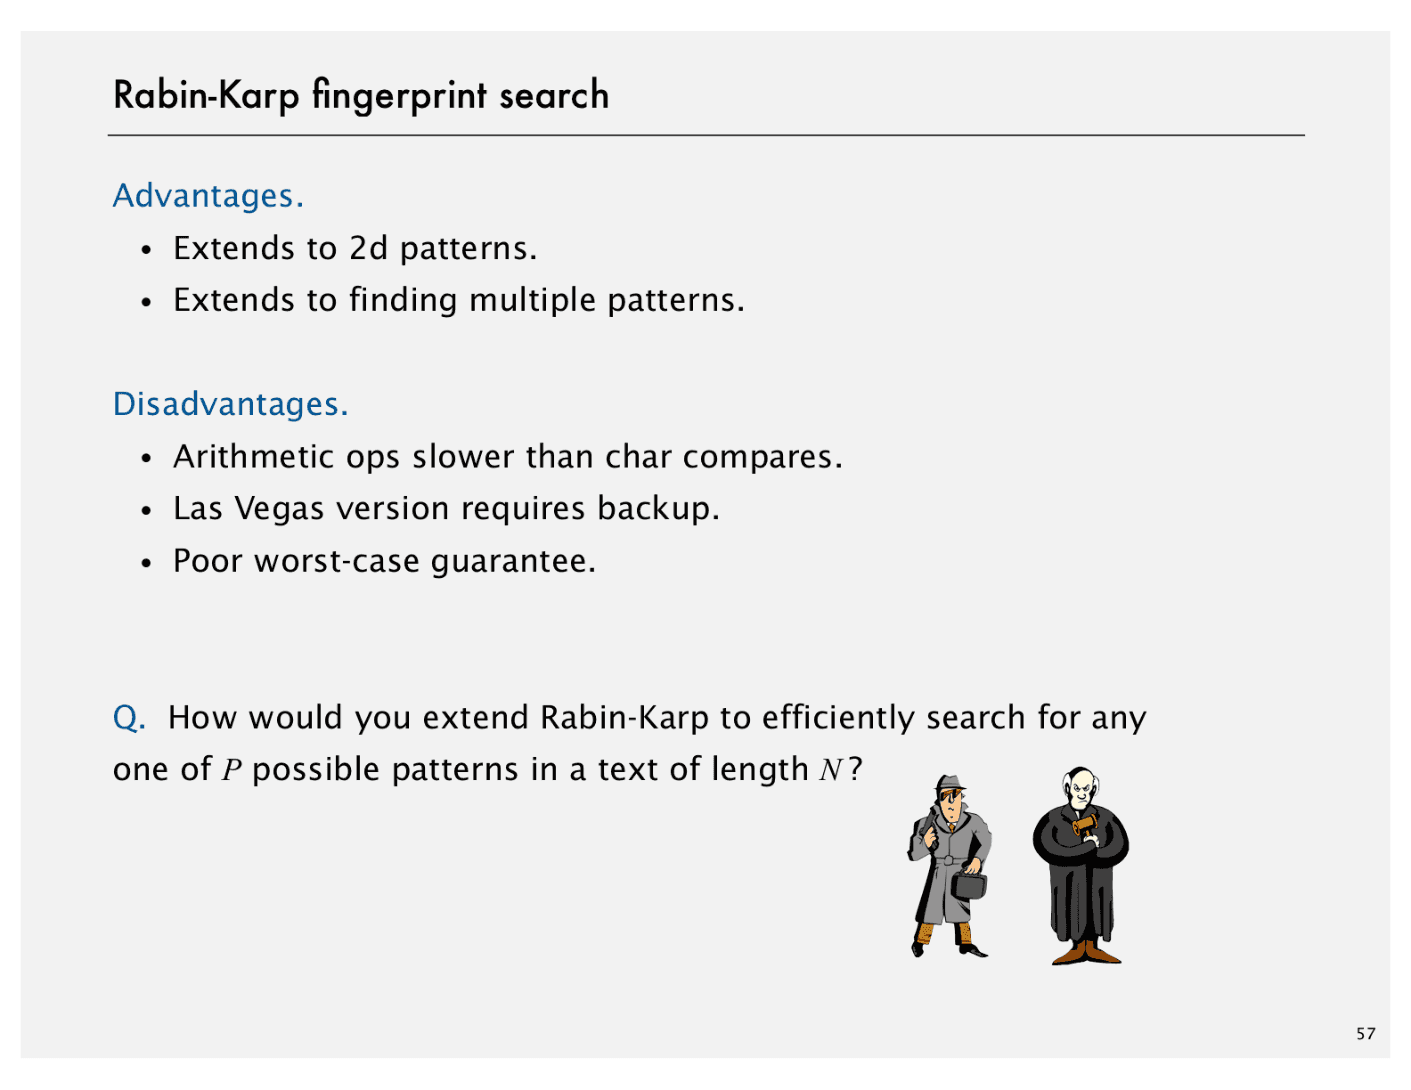 Rabin-Karp fingerprint search
Advantages.
• Extends to 2d patterns.
• Extends to finding multiple patterns.
Disadvantages.
• Arithmetic ops slower than char compares.
• Las Vegas version requires backup.
• Poor worst-case guarantee.
Q. How would you extend Rabin-Karp to efficiently search for any
one of P possible patterns in a text of length N ?
57